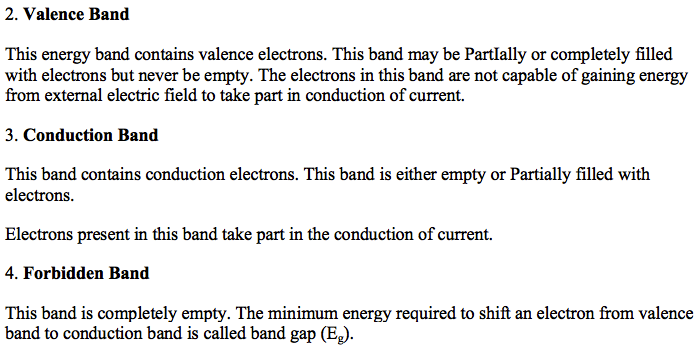 2. Valence Band
This energy band contains valence electrons. This band may be PartIally or completely filled
with electrons but never be empty. The electrons in this band are not capable of gaining energy
from external electric field to take part in conduction of current.
3. Conduction Band
This band contains conduction electrons. This band is either empty or Partially filled with
electrons.
Electrons present in this band take part in the conduction of current.
4. Forbidden Band
This band is completely empty. The minimum energy required to shift an electron from valence
band to conduction band is called band gap (Eg).